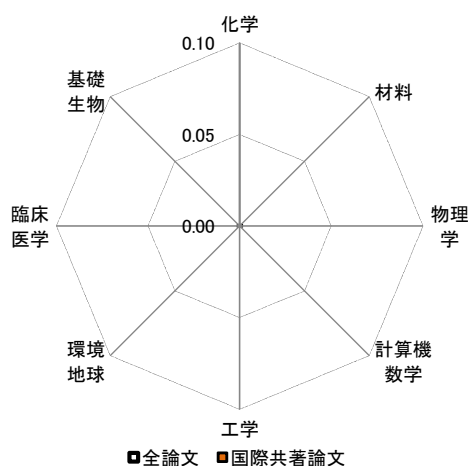 化学
0.10
基礎
生物
材料
0.05
臨床
医学
0.00
物理
学
環境
地球
計算機
数学
工学
全論文 国際共著論文